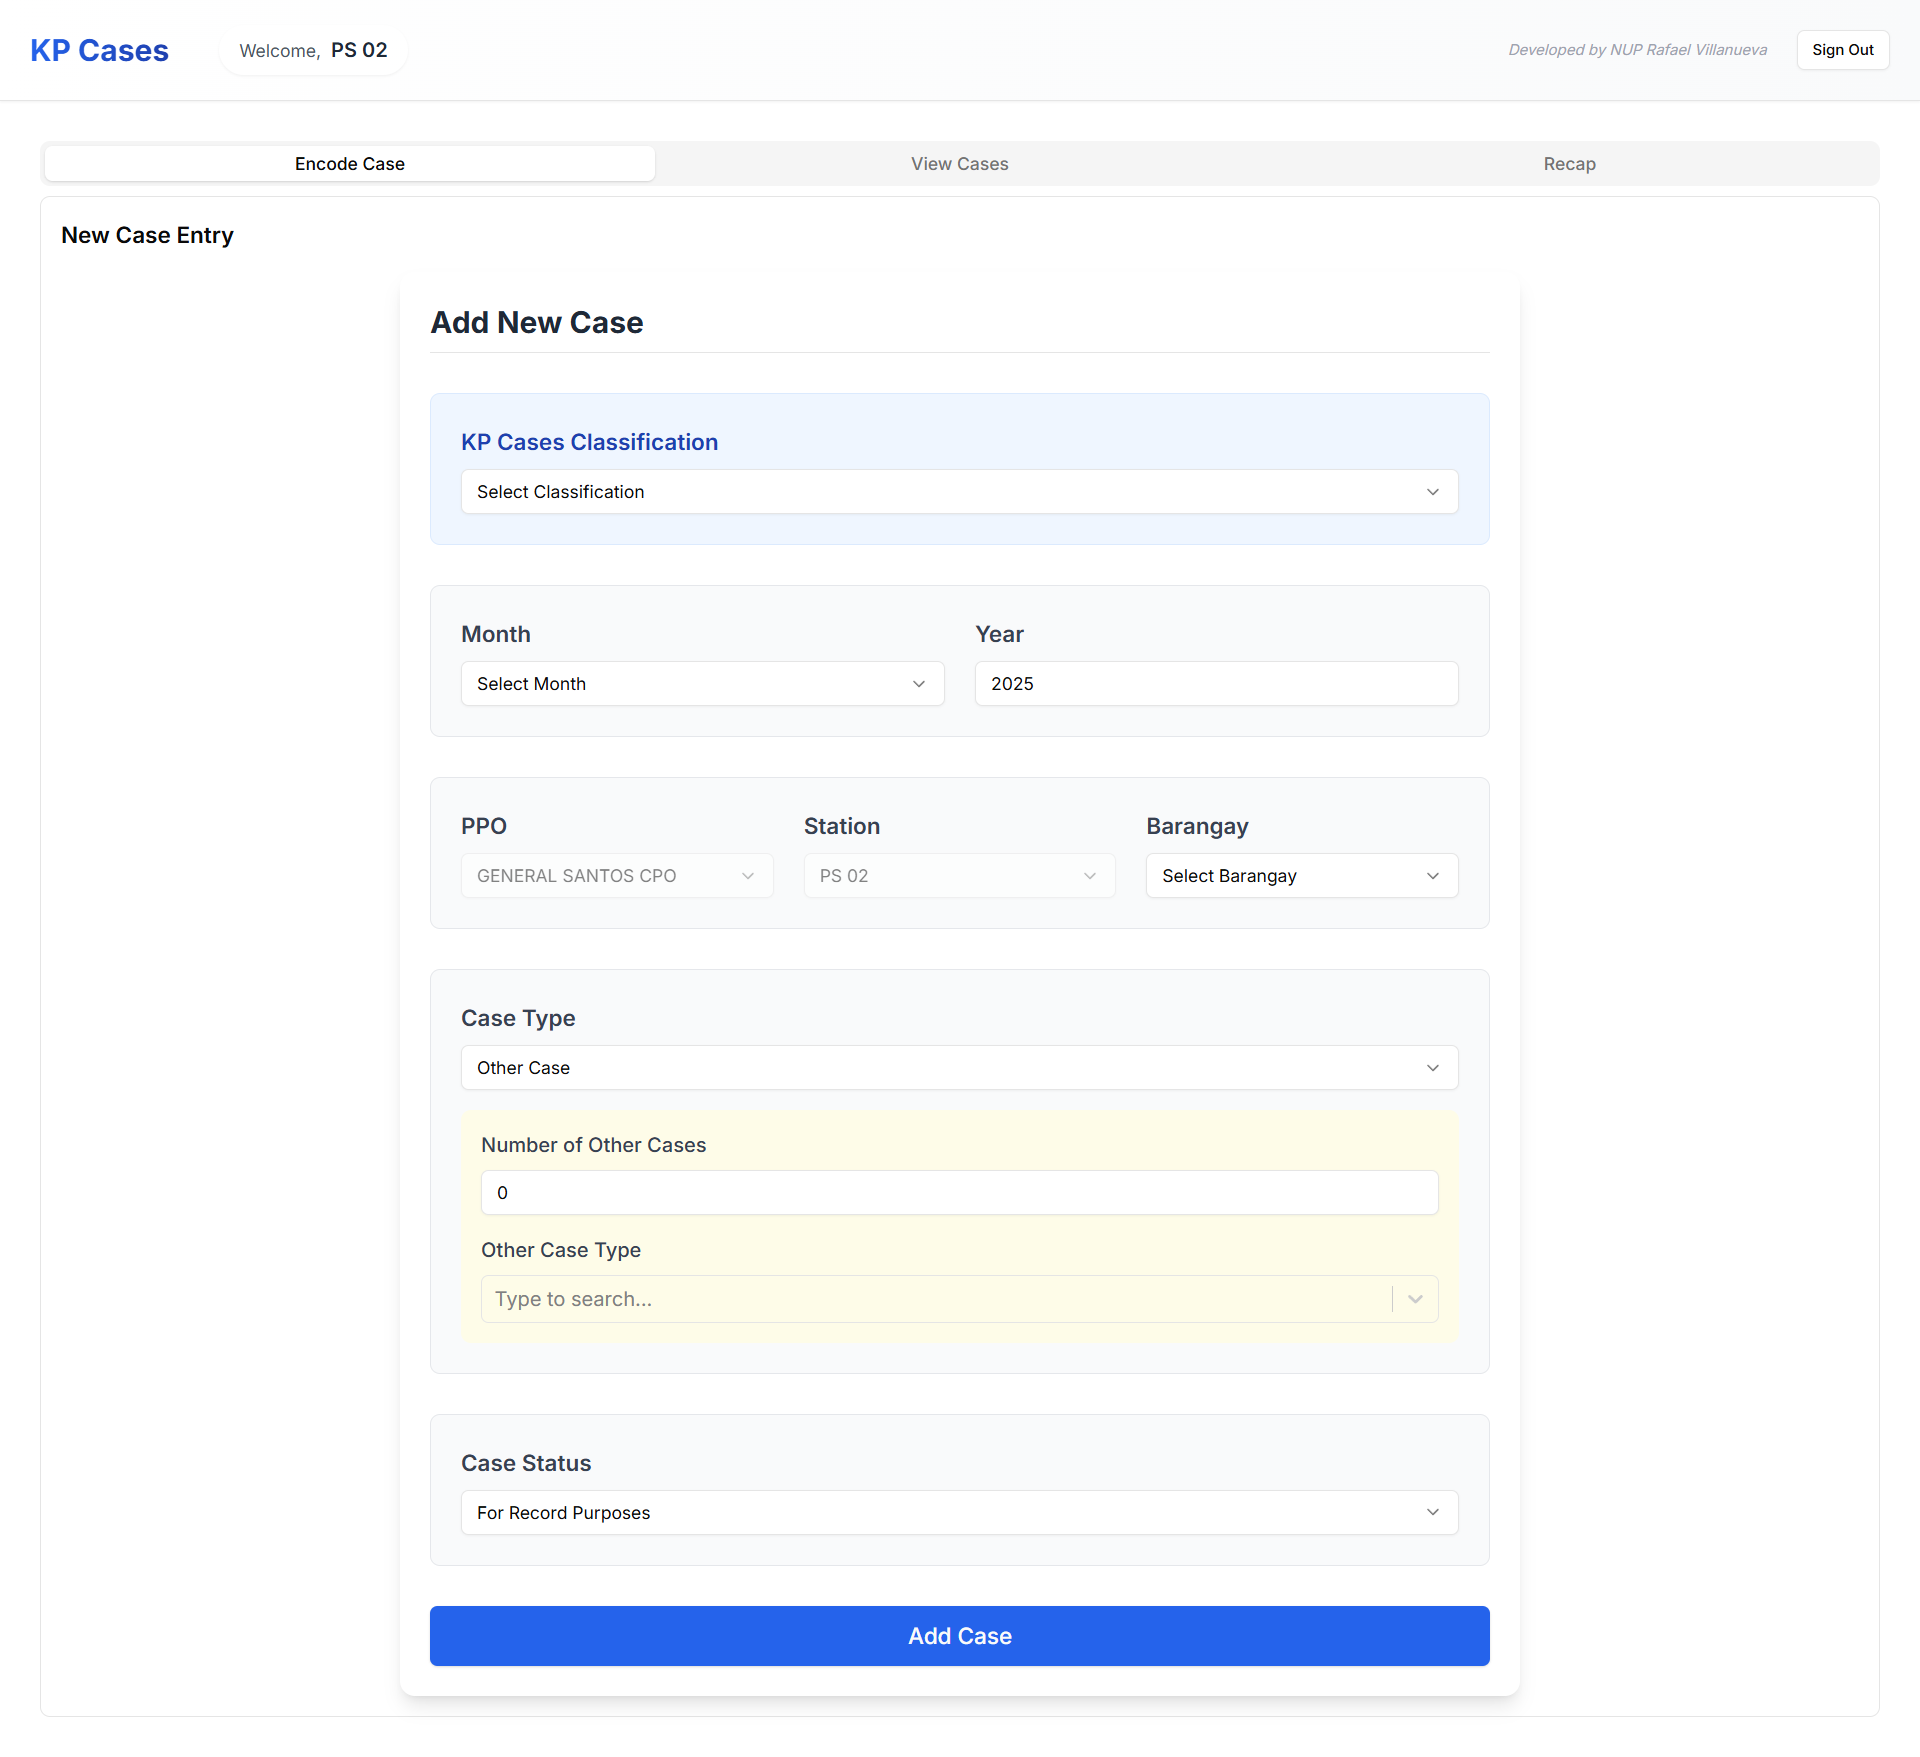 KP Cases
Welcome, PS 02
Developed by NUP Rafael Villanueva
Sign Out
Encode Case
View Cases
Recap
New Case Entry
Add New Case
KP Cases Classification
Select Classification
Month
Year
Select Month
2025
PPO
Station
Barangay
GENERAL SANTOS CPO
PS 02
Select Barangay
Case Type
Other Case
Number of Other Cases
0
Other Case Type
Type to search...
Case Status
For Record Purposes
Add Case